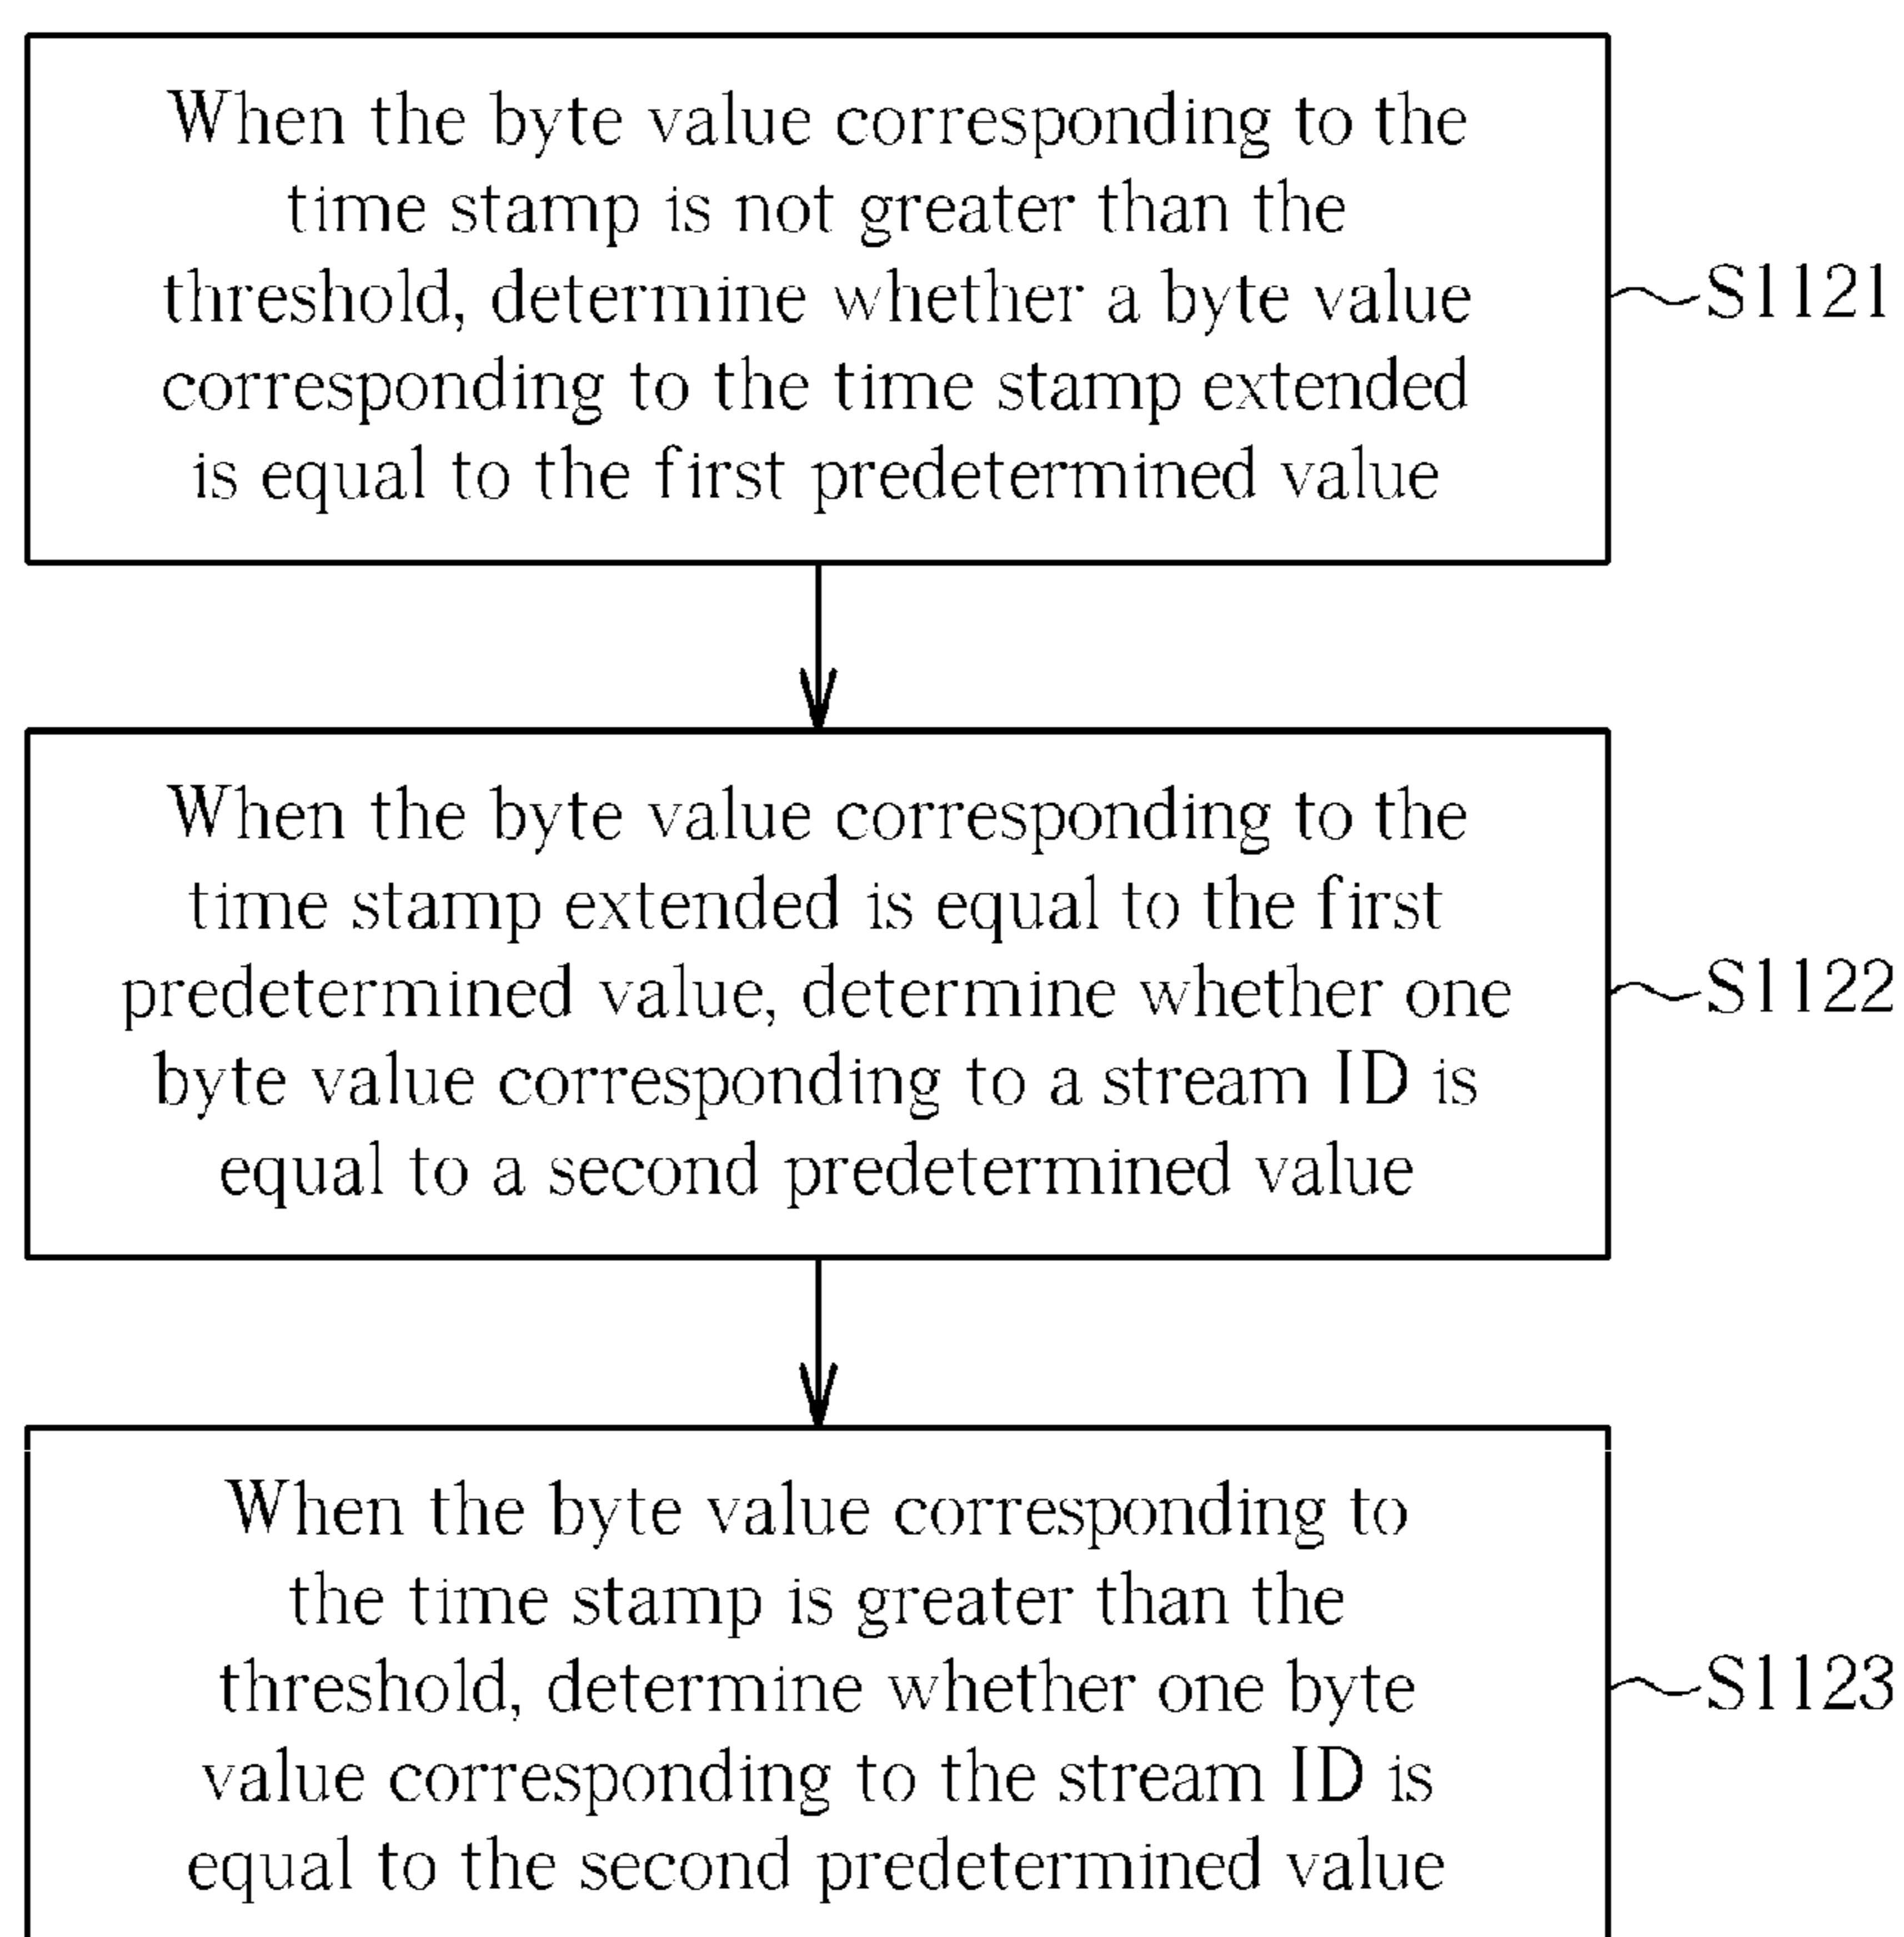 When the byte value corresponding to the
time stamp is not greater than the
threshold, determine whether a byte value
corresponding to the time stamp extended
is equal to the first predetermined value
S1121
When the byte value corresponding to the
time stamp extended is equal to the first
predetermined value, determine whether one
byte value corresponding to a stream ID is
equal to a second predetermined value
S1122
When the byte value corresponding to
the time stamp is greater than the
threshold, determine whether one byte
value corresponding to the stream ID is
equal to the second predetermined value
S1123